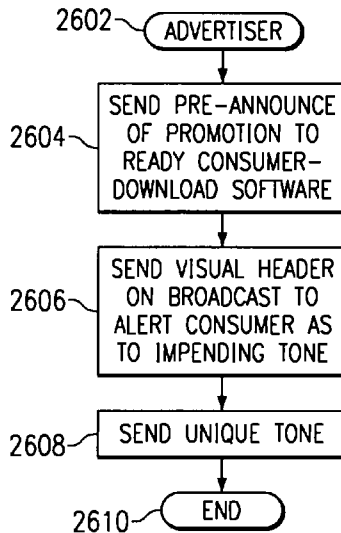 2602
ADVERTISER
2604
SEND PRE-ANNOUNCE
OF PROMOTION TO
READY CONSUMER-
DOWNLOAD SOFTWARE
2606
SEND VISUAL HEADER
ON BROADCAST TO
ALERT CONSUMER AS
TO IMPENDING TONE
2608
SEND UNIQUE TONE
2610
END